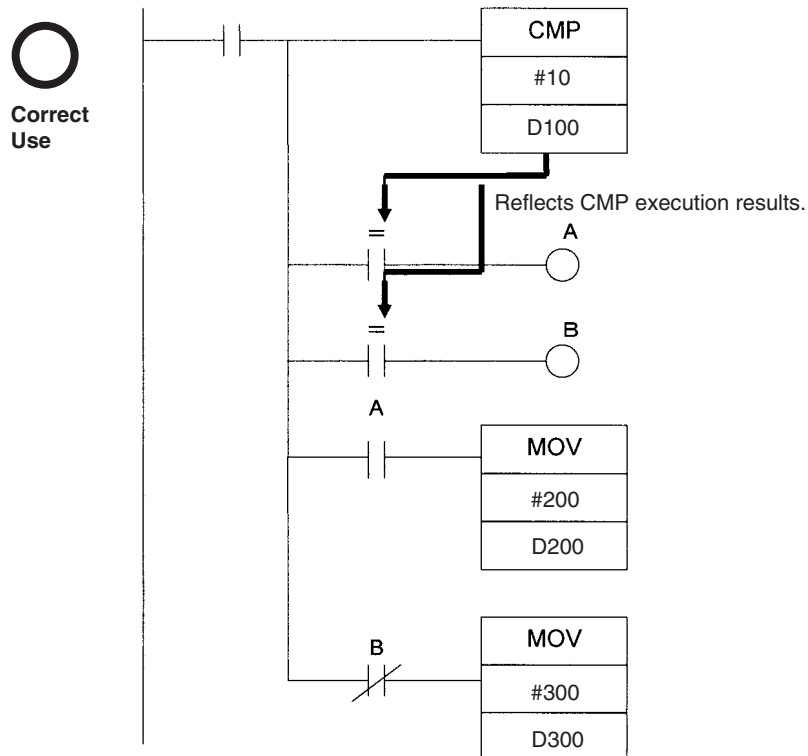 Correct
Use
CMP
#10
D100
Reflects CMP execution results.
=
A
=
B
A
MOV
#200
D200
B
MOV
#300
D300